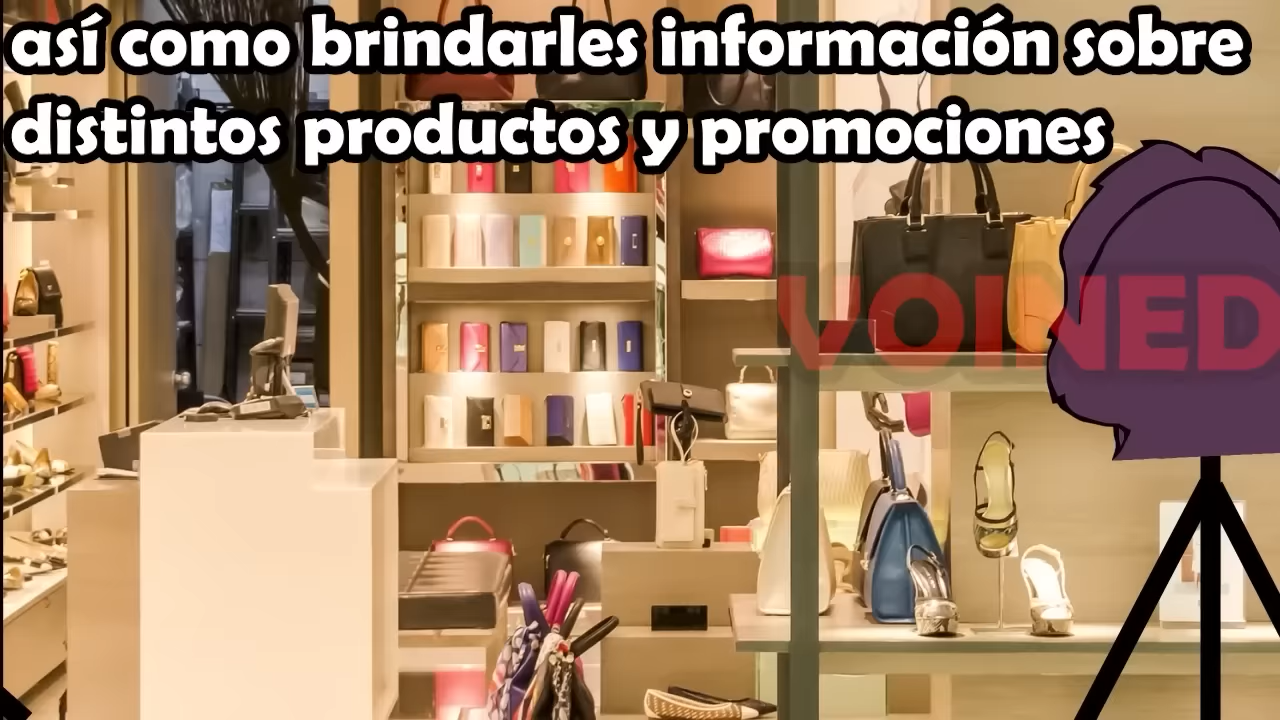 así como brindarles información sobre
distintos productos y promociones
VOINED